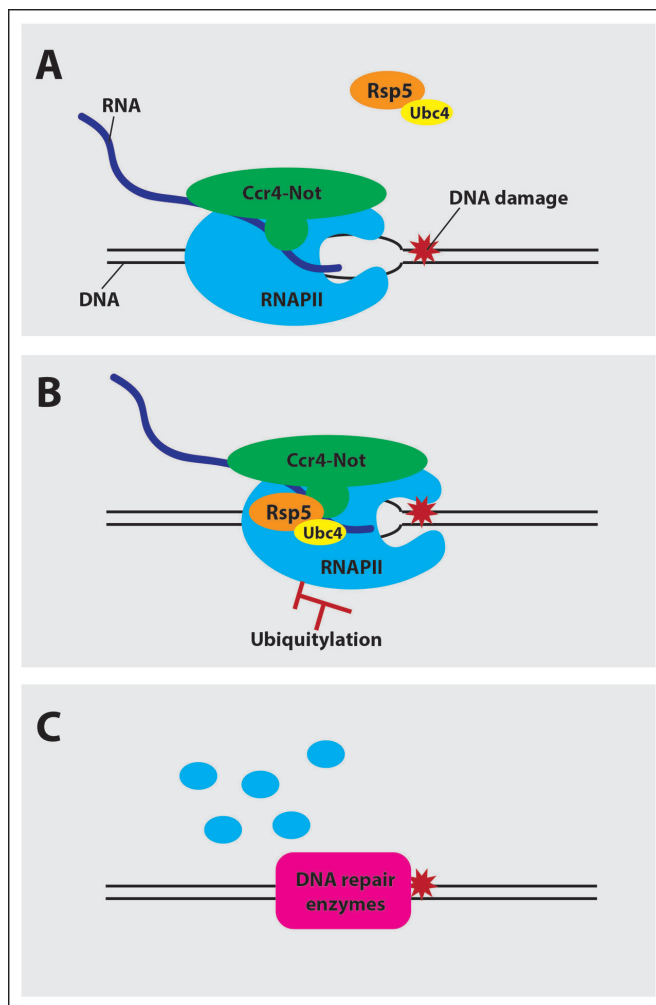 A
Rsp5
Ubc4
RNA
Ccr4-Not
DNA damage
DNA
RNAPII
B
Ccr4-Not
Rsp5
Ubc4
RNAPII
Ubiquitylation
C
DNA repair
enzymes